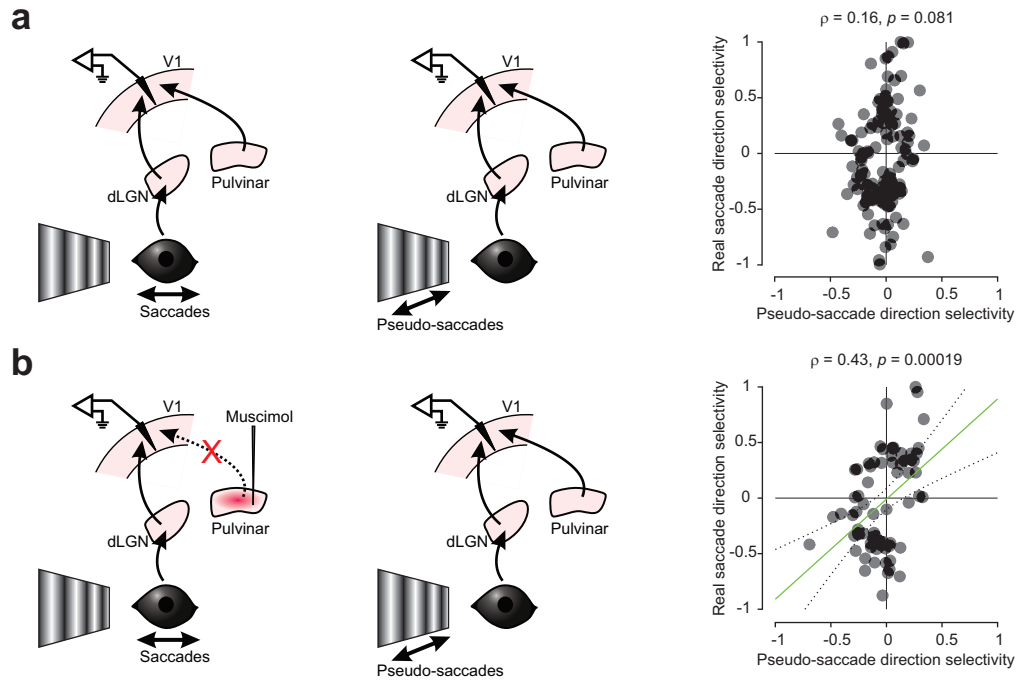 a
V1
Pulvinar
dLGN
Saccades
V1
Pulvinar
dLGN
Pseudo-saccades
ρ = 0.16, p = 0.081
Real saccade direction selectivity
1
0.5
0
-0.5
-1
-1 -0.5 0 0.5 1
Pseudo-saccade direction selectivity
b
V1
Muscimol
X
Pulvinar
dLGN
Saccades
V1
Pulvinar
dLGN
Pseudo-saccades
ρ = 0.43, p = 0.00019
Real saccade direction selectivity
1
0.5
0
-0.5
-1
-1 -0.5 0 0.5 1
Pseudo-saccade direction selectivity